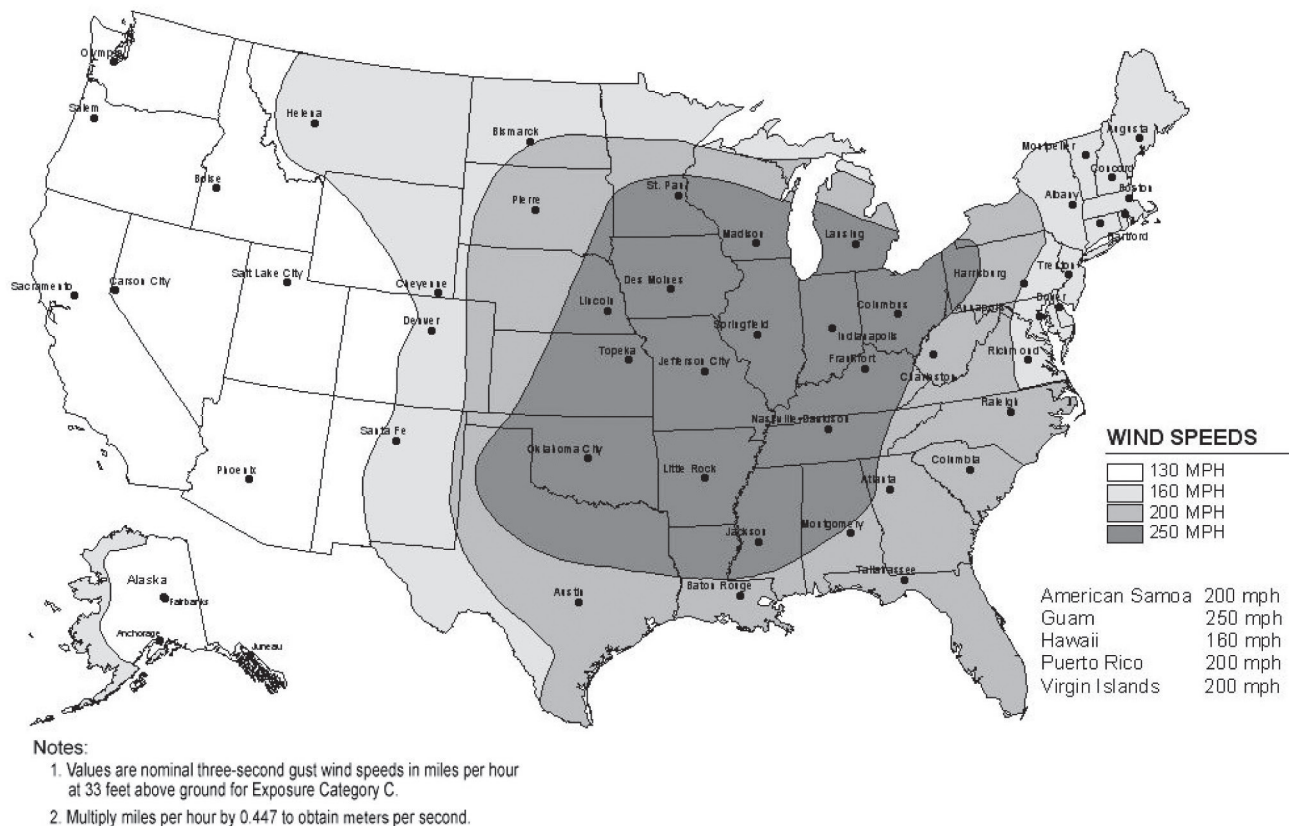 Olympia
Salem
Helena
Bismarck
Boise
Pierre
St. Paul
Madison
Lansing
Montpelier
Augusta
Concord
Albany
Boston
Hartford
Sacramento
Carson City
Salt Lake City
Cheyenne
Denver
Lincoln
Des Moines
Topeka
Springfield
Jefferson City
Indianapolis
Columbus
Frankfort
Charleston
Harrisburg
Trenton
Annapolis
Dover
Richmond
Raleigh
Nashville-Davidson
Santa Fe
Phoenix
Oklahoma City
Little Rock
Columbia
Atlanta
Montgomery
Jackson
Tallahassee
Baton Rouge
Austin
Alaska
Fairbanks
Anchorage
Juneau
WIND SPEEDS
130 MPH
160 MPH
200 MPH
250 MPH
American Samoa 200 mph
Guam 250 mph
Hawaii 160 mph
Puerto Rico 200 mph
Virgin Islands 200 mph
Notes:
1. Values are nominal three-second gust wind speeds in miles per hour
at 33 feet above ground for Exposure Category C.
2. Multiply miles per hour by 0.447 to obtain meters per second.